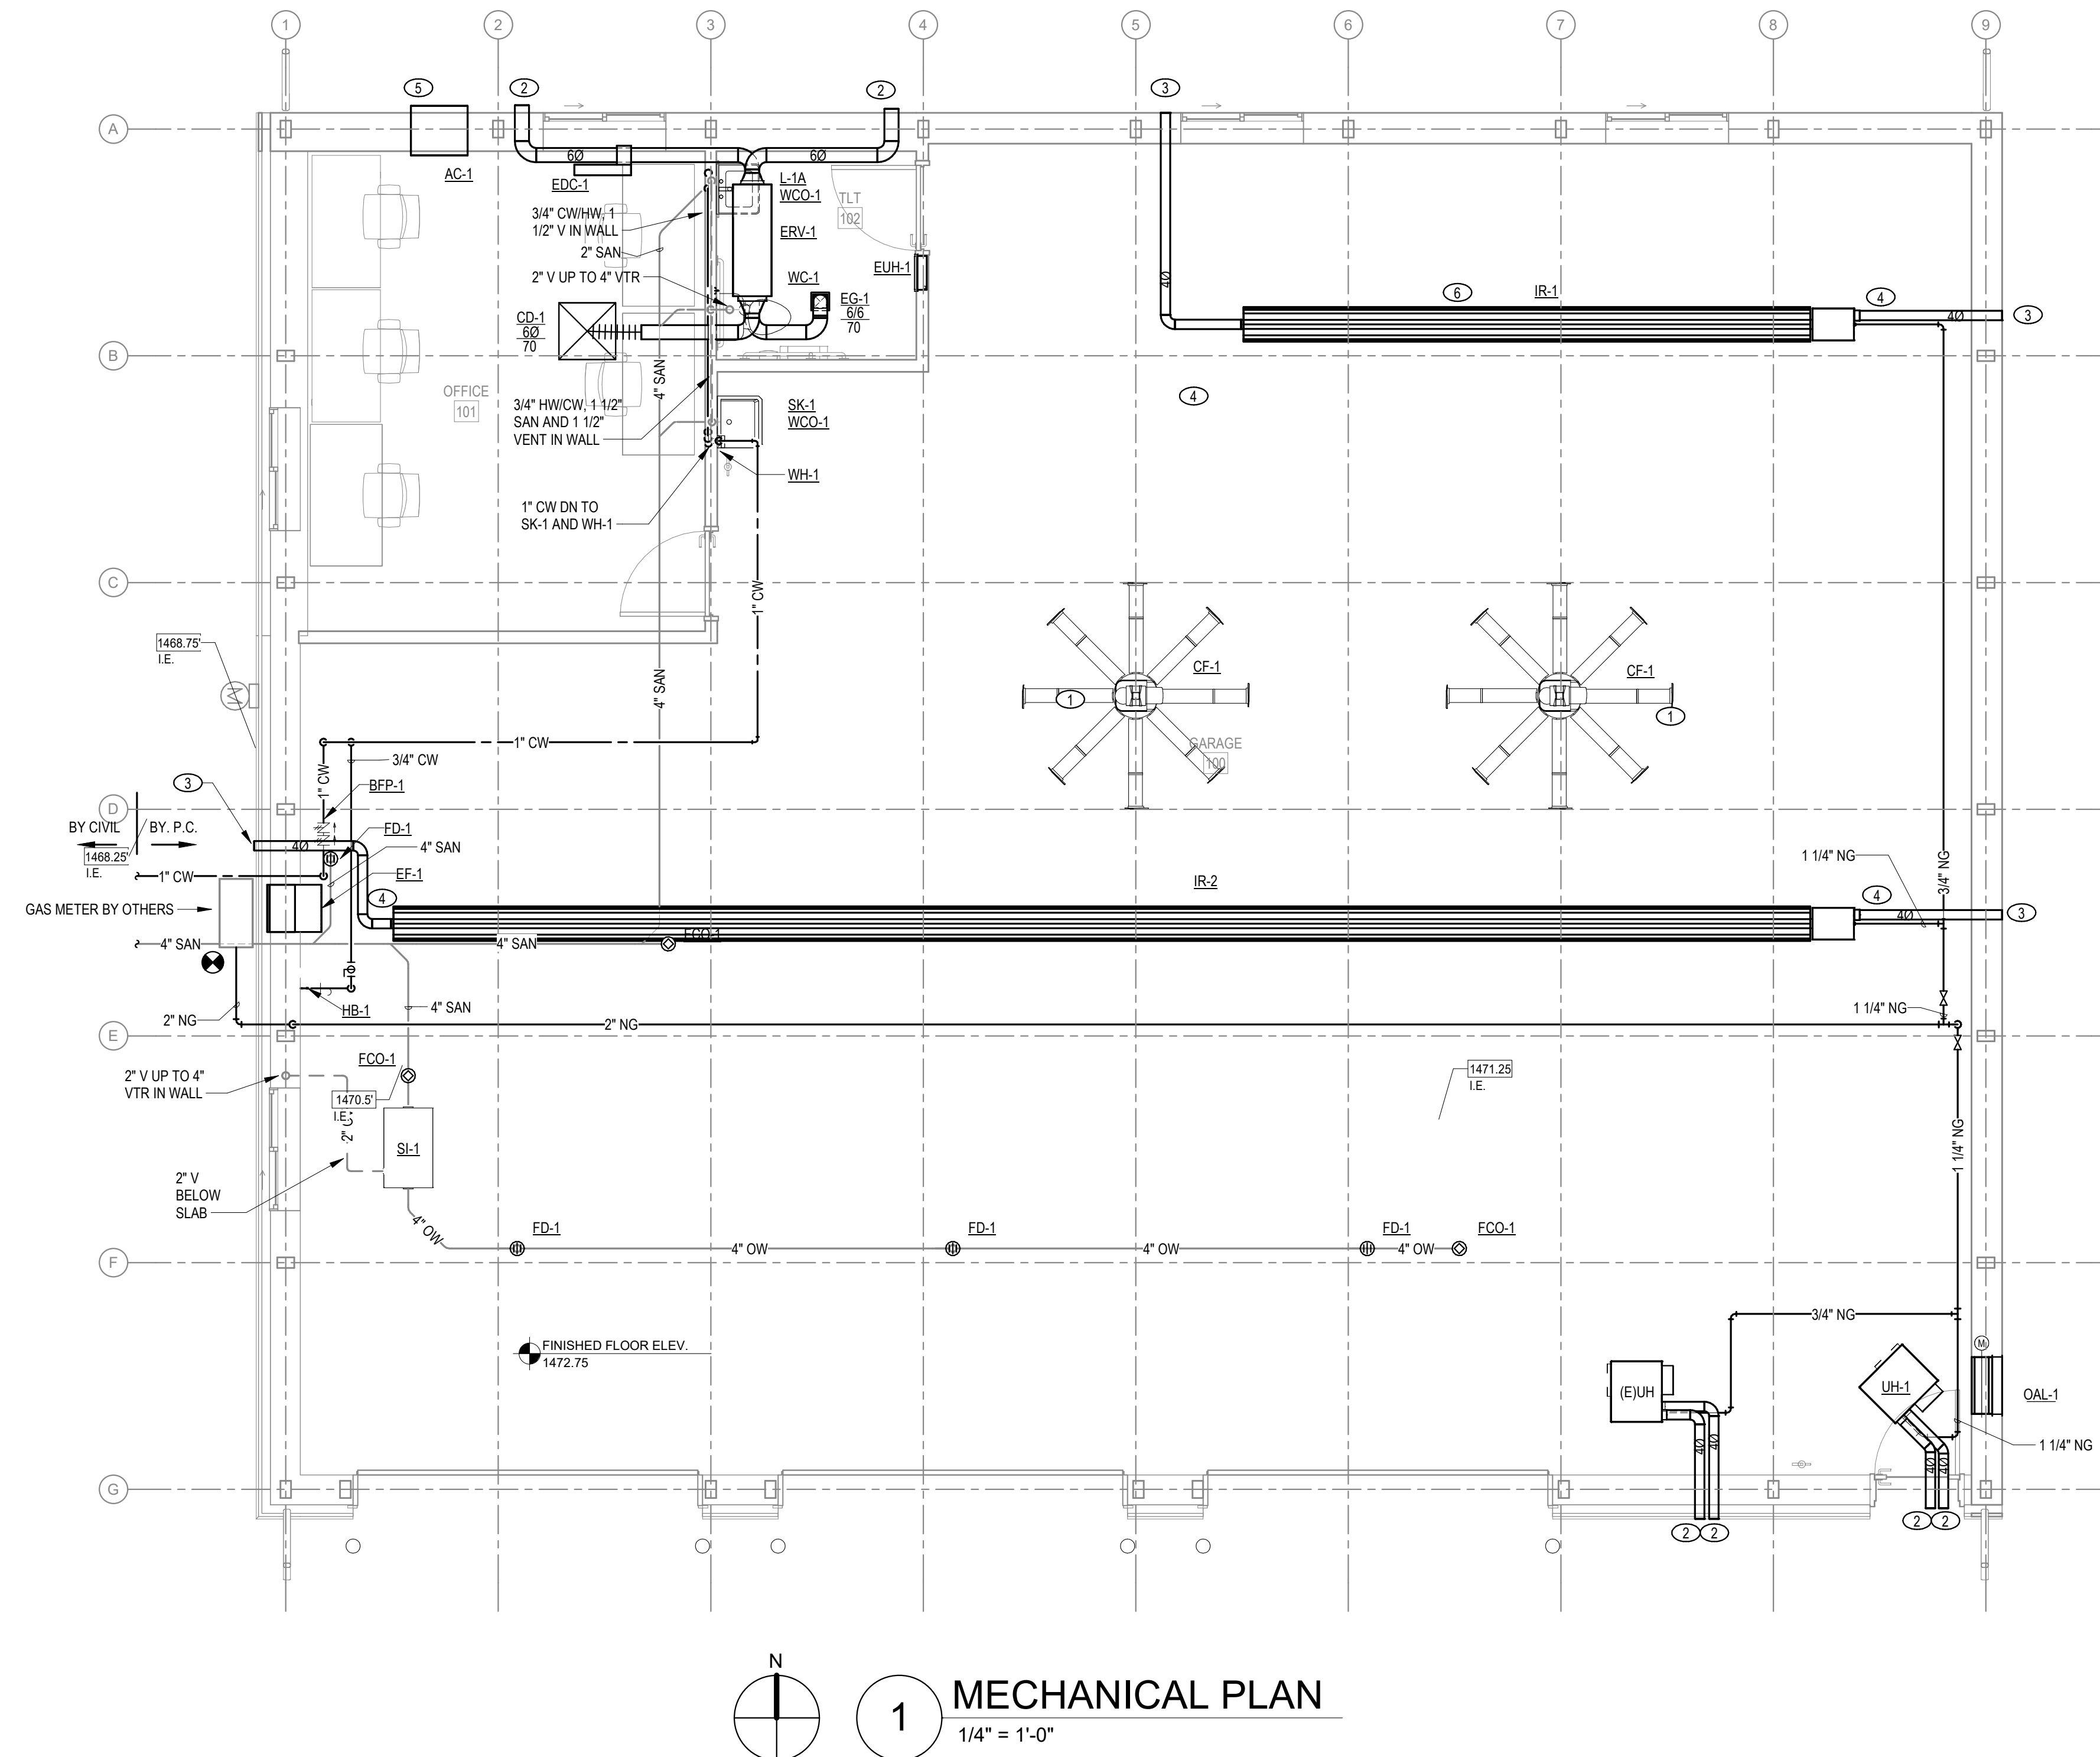 1 2 3 4 5 6 7 8 9
5 2 2 3
A
6Ø 6Ø
AC-1
EDC-1
L-1A
WCO-1
TLT
102
3/4" CW/HW, 1
1/2" V IN WALL
2" SAN
ERV-1
2" V UP TO 4" VTR
WC-1
EUH-1
EG-1
6/6
70
CD-1
6Ø
70
4Ø
6
IR-1
4
4Ø
3
B
OFFICE
101
4" SAN
4
3/4" HW/CW, 1 1/2"
SAN AND 1 1/2"
VENT IN WALL
SK-1
WCO-1
WH-1
1" CW DN TO
SK-1 AND WH-1
C
1" CW
1468.75'
I.E.
4" SAN
CF-1
1
CF-1
1
GARAGE
100
1" CW
3/4" CW
1" CW
3
BFP-1
D
BY CIVIL
BY. P.C.
FD-1
4Ø
4" SAN
1468.25'
I.E.
1" CW
EF-1
GAS METER BY OTHERS
4
IR-2
1 1/4" NG
3/4" NG
4
4Ø
3
4" SAN
4" SAN
FCO-1
HB-1
4" SAN
2" NG
2" NG
1 1/4" NG
E
FCO-1
2" V UP TO 4"
VTR IN WALL
1470.5'
I.E.
2"
1471.25
I.E.
SI-1
1 1/4" NG
2" V
BELOW
SLAB
4" OW
FD-1
4" OW
FD-1
4" OW
FD-1
4" OW
FCO-1
F
3/4" NG
FINISHED FLOOR ELEV.
1472.75
M
(E)UH
UH-1
OAL-1
4Ø 4Ø
4Ø 4Ø
1 1/4" NG
G
2 2
2 2
N
1
MECHANICAL PLAN
1/4" = 1'-0"